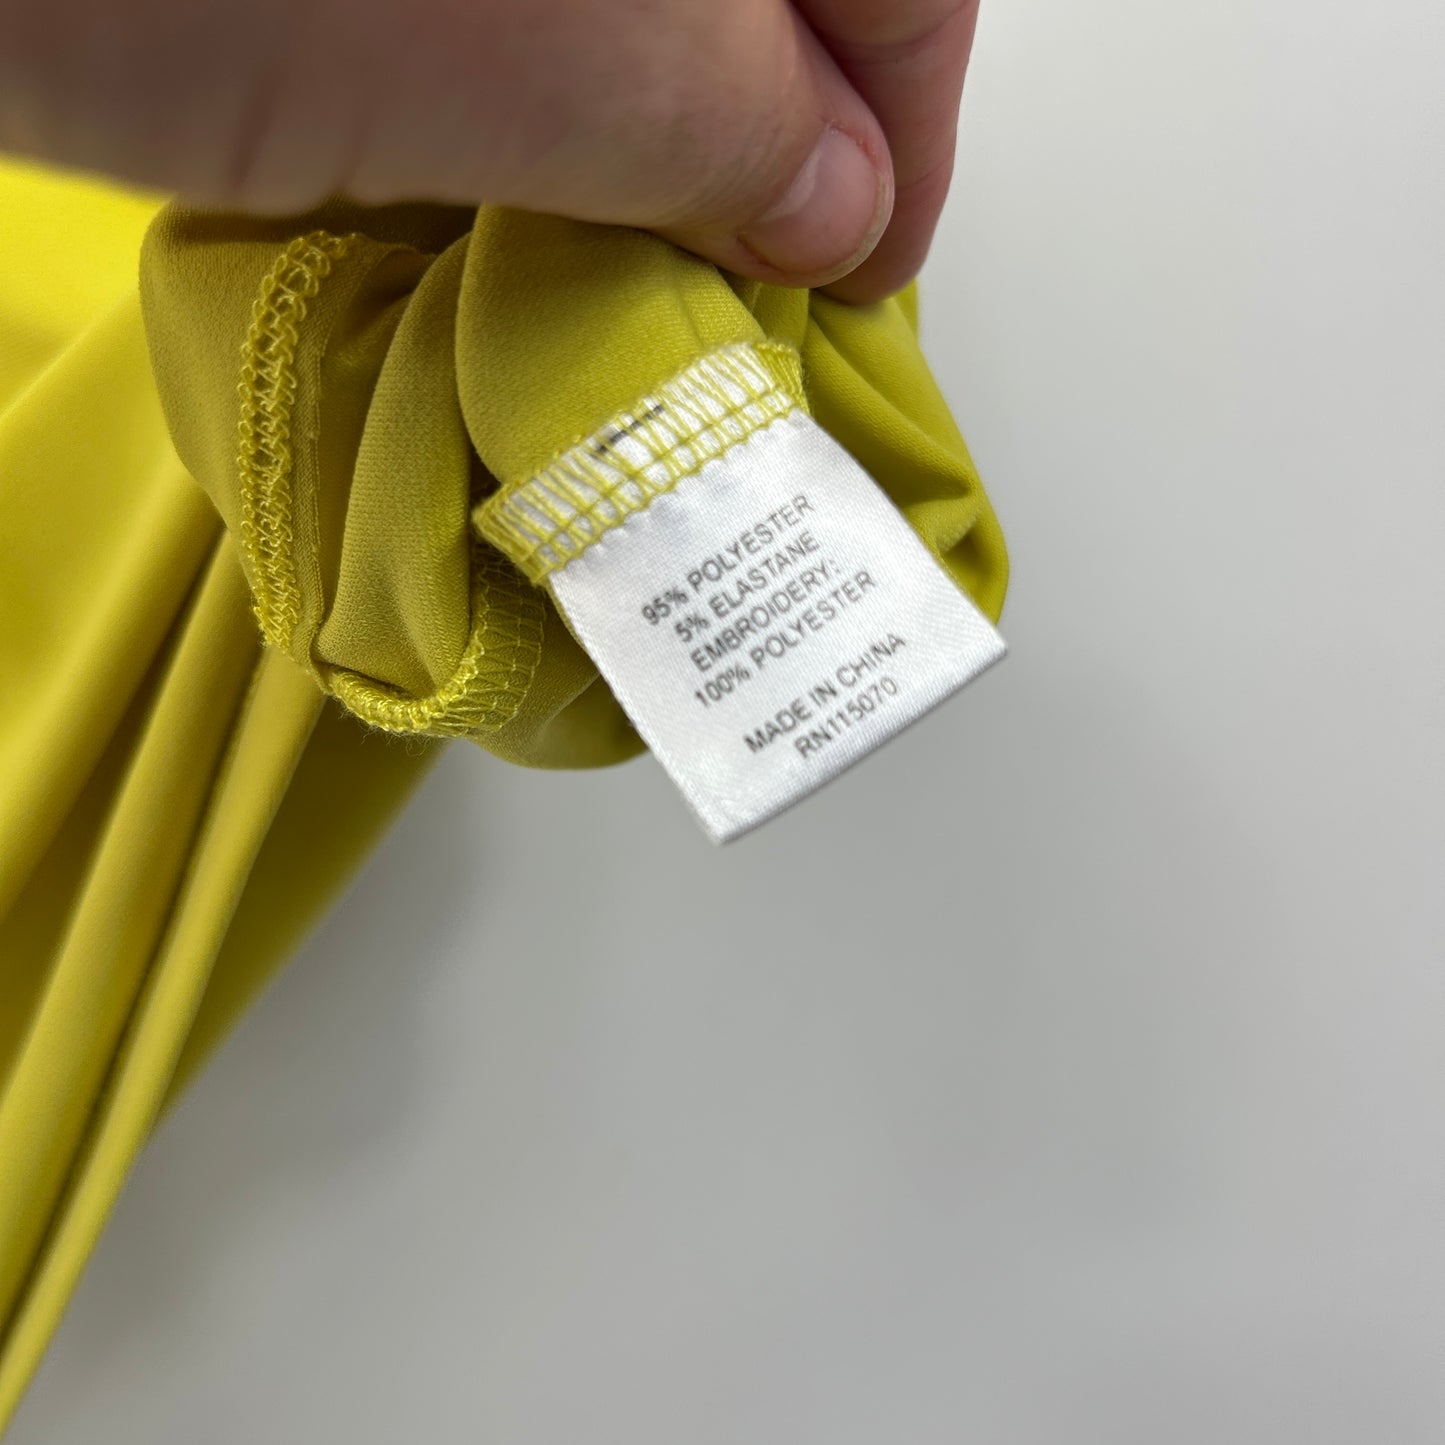 95% POLYESTER
5% ELASTANE
EMBROIDERY:
100% POLYESTER
MADE IN CHINA
RN115070